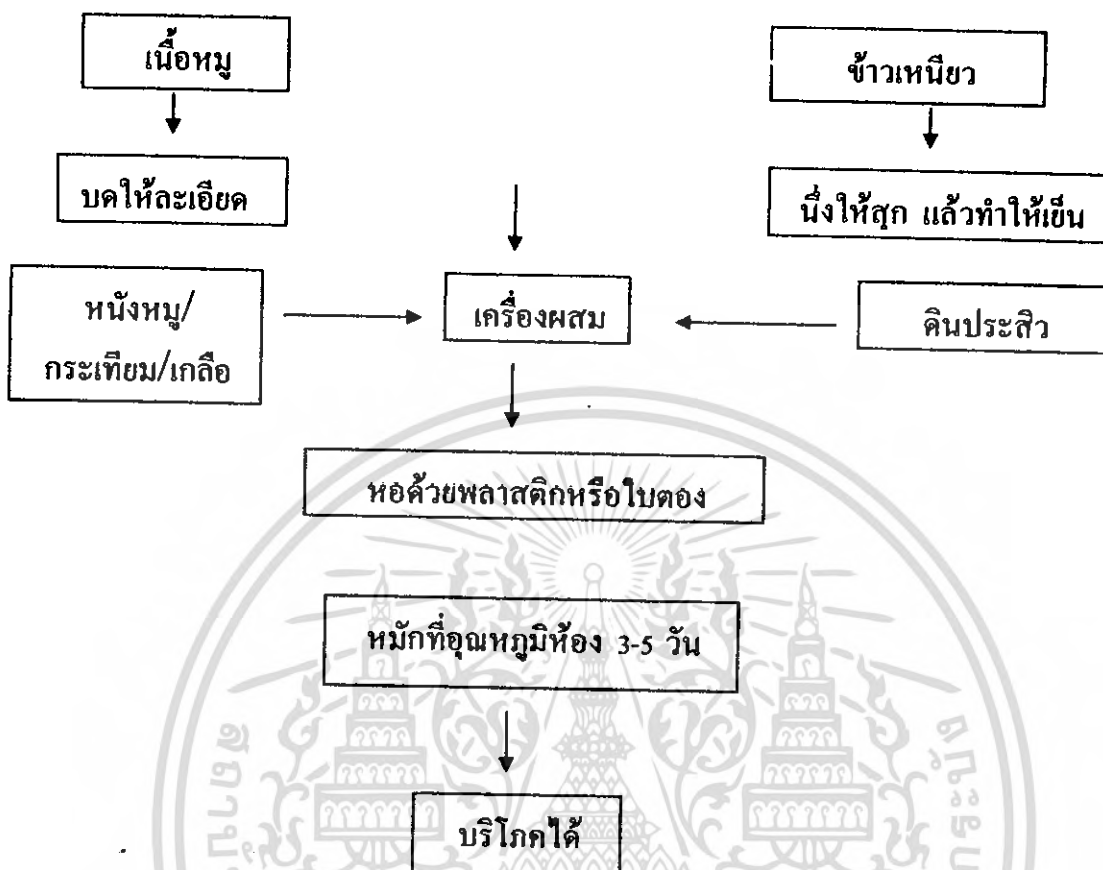 เนื้อหมู
ข้าวเหนียว
บดให้ละเอียด
นึ่งให้สุก แล้วทำให้เย็น
หนังหมู/
กระเทียม/เกลือ
เครื่องผสม
ดินประสิว
หอด้วยพลาสติกหรือใบตอง
หมักที่อุณหภูมิห้อง 3-5 วัน
บริโภคได้